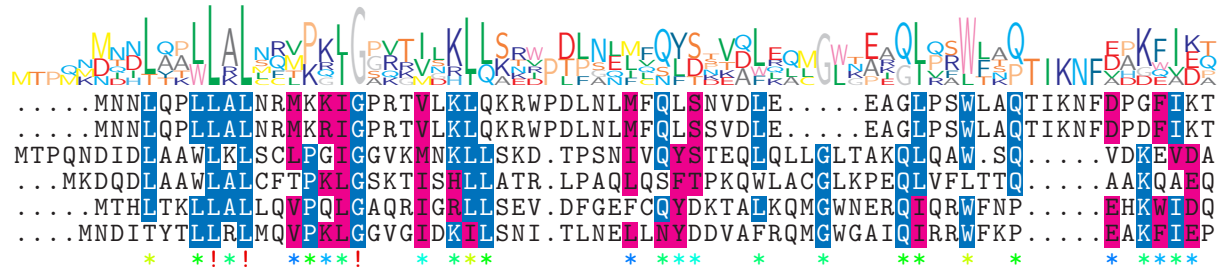 .....MNNLQPLLALNRMKKIGPRTVLKLQKRWPDLNLMFQLSNVDLE.....EAGLPSWLAQTIKNFDPGFIKT
.....MNNLQPLLALNRMKRIGPRTVLKLQKRWPDLNLMFQLSSVDLE.....EAGLPSWLAQTIKNFDPDFIKT
MTPQNDIDLAAWLKLSCLPGIGGVKMNKLLSKD.TPSNIVQYSTEQLQLLGLTAKQLQAW.SQ.....VDKEVDA
...MKDQDLAAWLALCFTPKLGSKTISHLLATR.LPAQLQSFTPKQWLACGLKPEQLVFLTTQ.....AAKQAEQ
.....MTHLTKLLALLQVPQLGAQRIGRLLSEV.DFGEFCQYDKTALKQMGWNERQIQRWFNP.....EHKWIDQ
....MNDITYTLLRLMQVPKLGGVGIDKILSNI.TLNELLNYDDVAFRQMGWGAIQIRRWFKP.....EAKFIEP
* *!*! ****! * *** * *** * * ** * * * ****